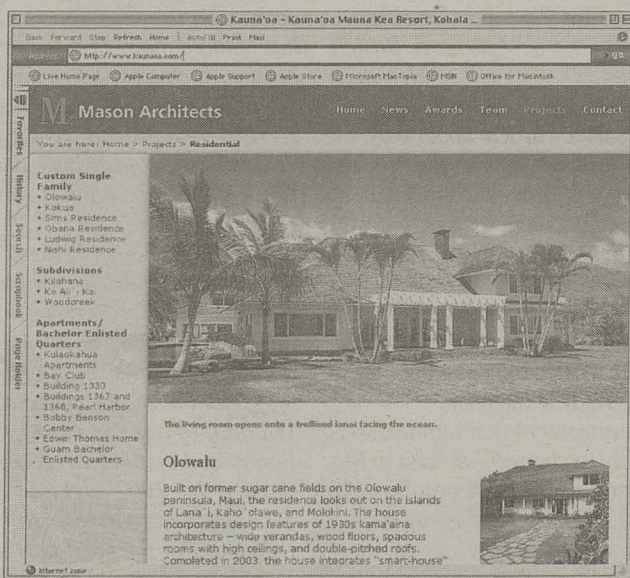 Kauna'oa - Kauna'oa Mauna Kea Resort, Kohala ...
Back Forward Stop Refresh Home AutoFill Print Mail
Address: http://www.kaunaoa.com/ go
Live Home Page Apple Computer Apple Support Apple Store Microsoft MacTopia MSN Office for Macintosh
M Mason Architects
Home News Awards Team Projects Contact
You are here: Home > Projects > Residential
Favorites
History
Search
Scrapbook
Page Holder
Custom Single
Family
• Olowalu
• Kokua
• Sims Residence
• Obana Residence
• Ludwig Residence
• Nishi Residence
Subdivisions
• Kilohana
• Ke Ali`i Kai
• Woodcreek
Apartments/
Bachelor Enlisted
Quarters
• Kulaokahua
Apartments
• Bay Club
• Building 1330
• Buildings 1367 and
1368, Pearl Harbor
• Bobby Benson
Center
• Edwin Thomas Home
• Guam Bachelor
Enlisted Quarters
The living room opens onto a trellised lanai facing the ocean.
Olowalu
Built on former sugar cane fields on the Olowalu
peninsula, Maui, the residence looks out on the islands
of Lana`i, Kaho`olawe, and Molokini. The house
incorporates design features of 1930s kama'aina
architecture — wide verandas, wood floors, spacious
rooms with high ceilings, and double-pitched roofs.
Completed in 2003, the house integrates "smart-house"
Internet zone